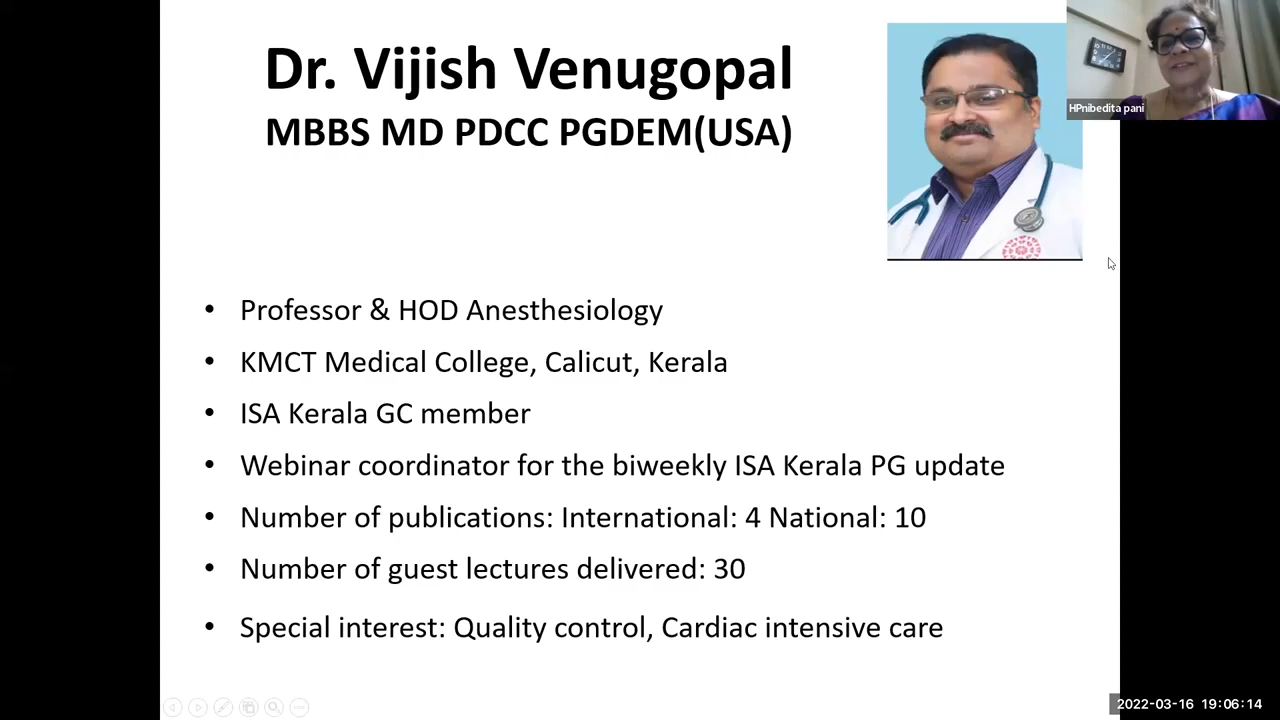 Dr. Vijish Venugopal
MBBS MD PDCC PGDEM(USA)
HPnibedita pani
• Professor & HOD Anesthesiology
• KMCT Medical College, Calicut, Kerala
• ISA Kerala GC member
• Webinar coordinator for the biweekly ISA Kerala PG update
• Number of publications: International: 4 National: 10
• Number of guest lectures delivered: 30
• Special interest: Quality control, Cardiac intensive care
2022-03-16 19:06:14